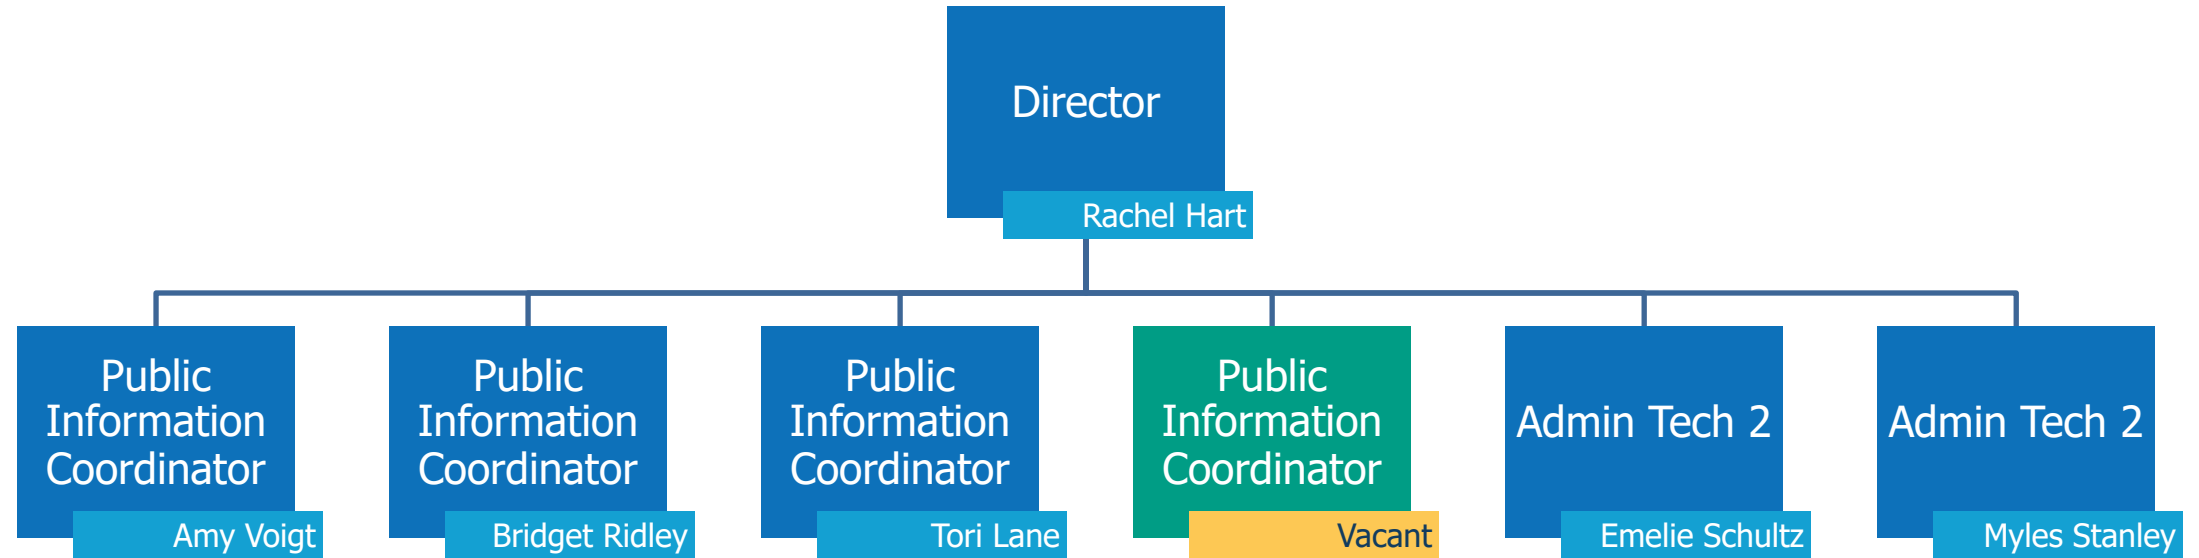 Director
Rachel Hart
Public
Information
Coordinator
Amy Voigt
Public
Information
Coordinator
Bridget Ridley
Public
Information
Coordinator
Tori Lane
Public
Information
Coordinator
Vacant
Admin Tech 2
Emelie Schultz
Admin Tech 2
Myles Stanley